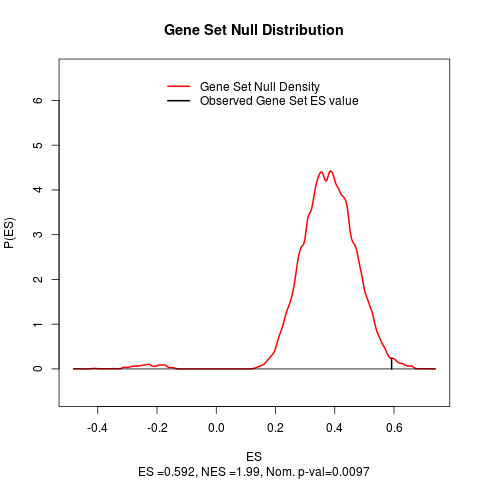 Gene Set Null Distribution
Gene Set Null Density
Observed Gene Set ES value
P(ES)
6
5
4
3
2
1
0
-0.4 -0.2 0.0 0.2 0.4 0.6
ES
ES =0.592, NES =1.99, Nom. p-val=0.0097